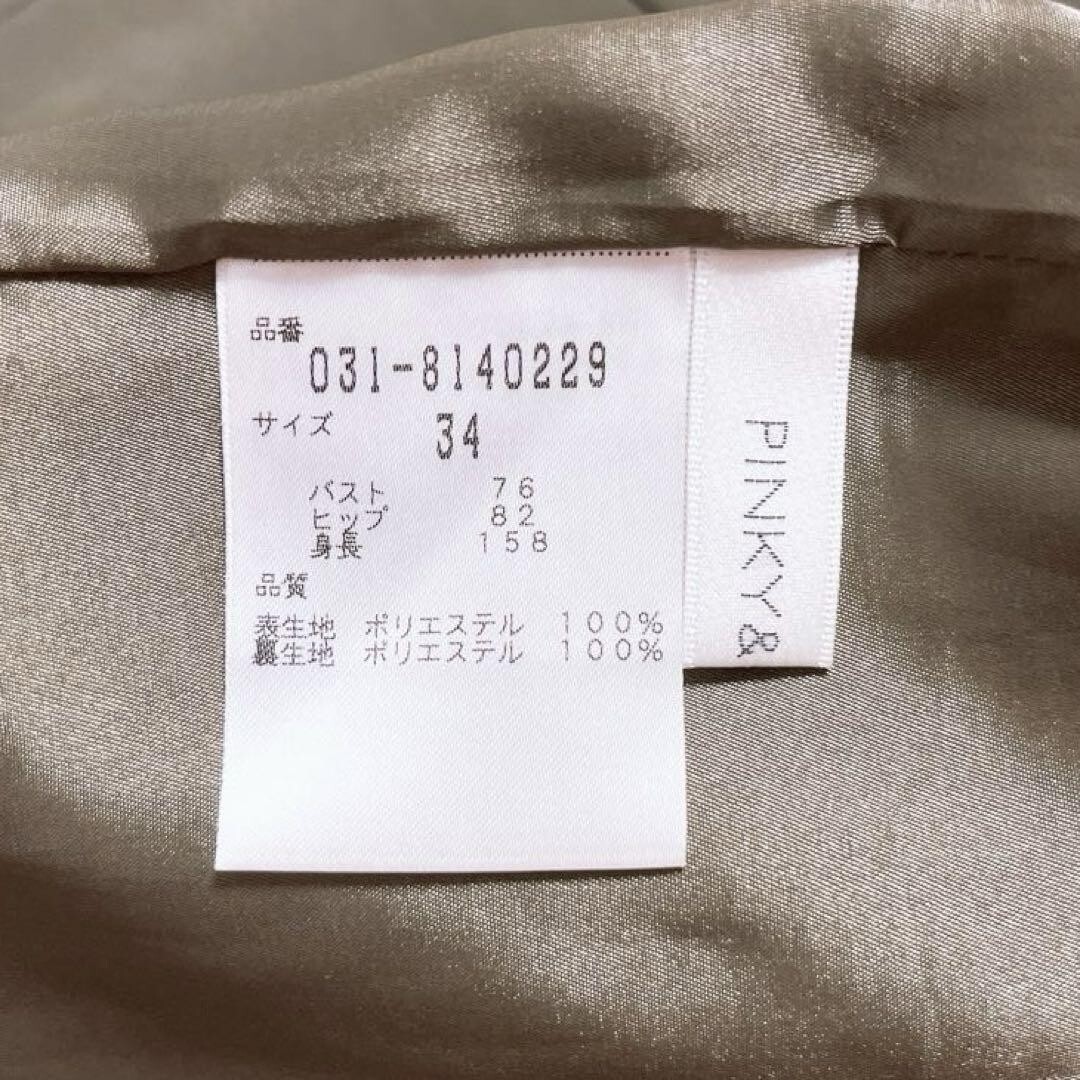 品番
031-8140229
サイズ 34
バスト 76
ヒップ 82
身長 158
品質
表生地 ポリエステル 100%
裏生地 ポリエステル 100%
PINKY &